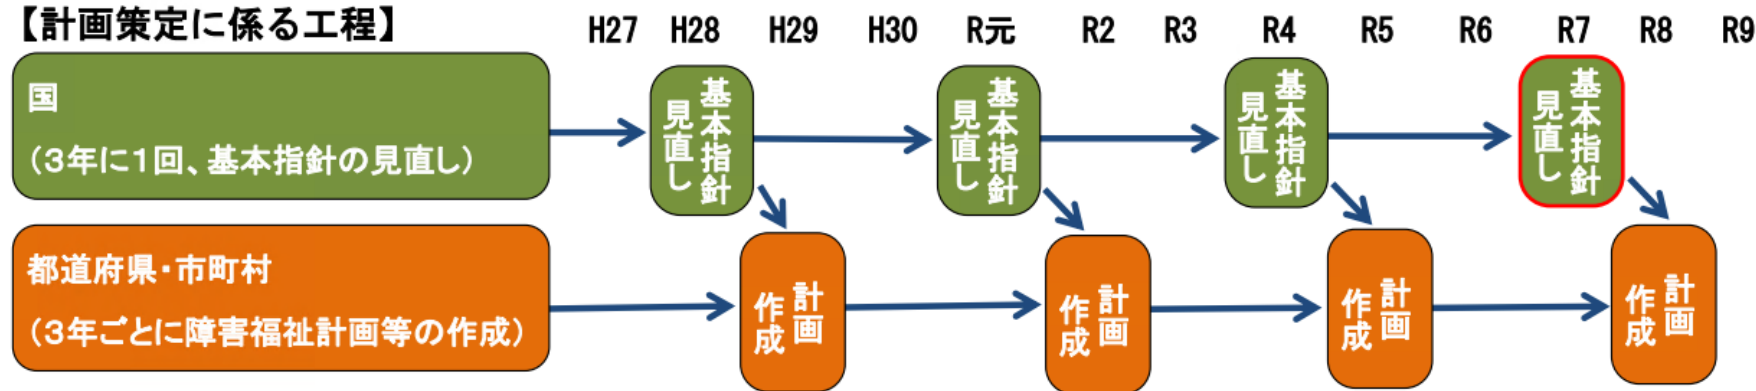 【計画策定に係る工程】
H27 H28 H29 H30 R元 R2 R3 R4 R5 R6 R7 R8 R9
国
（３年に１回、基本指針の見直し）
基本指針
見直し
基本指針
見直し
基本指針
見直し
基本指針
見直し
都道府県・市町村
（３年ごとに障害福祉計画等の作成）
計画
作成
計画
作成
計画
作成
計画
作成